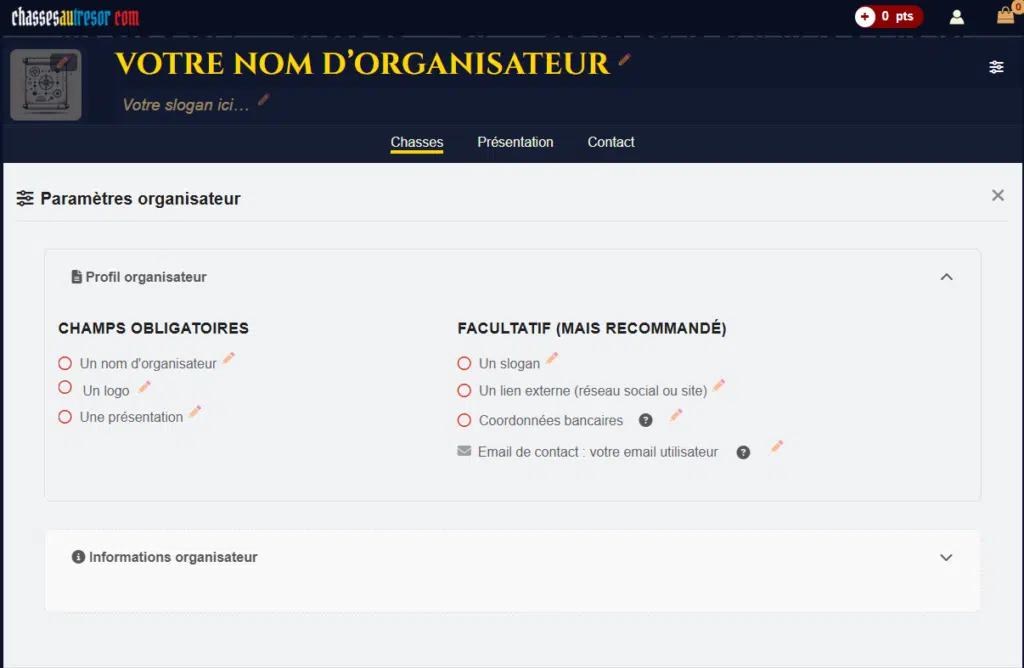 chassesautresor com
0 pts
0
VOTRE NOM D’ORGANISATEUR
Votre slogan ici…
Chasses Présentation Contact
Paramètres organisateur
Profil organisateur
CHAMPS OBLIGATOIRES
Un nom d'organisateur
Un logo
Une présentation
FACULTATIF (MAIS RECOMMANDÉ)
Un slogan
Un lien externe (réseau social ou site)
Coordonnées bancaires ?
Email de contact : votre email utilisateur ?
Informations organisateur